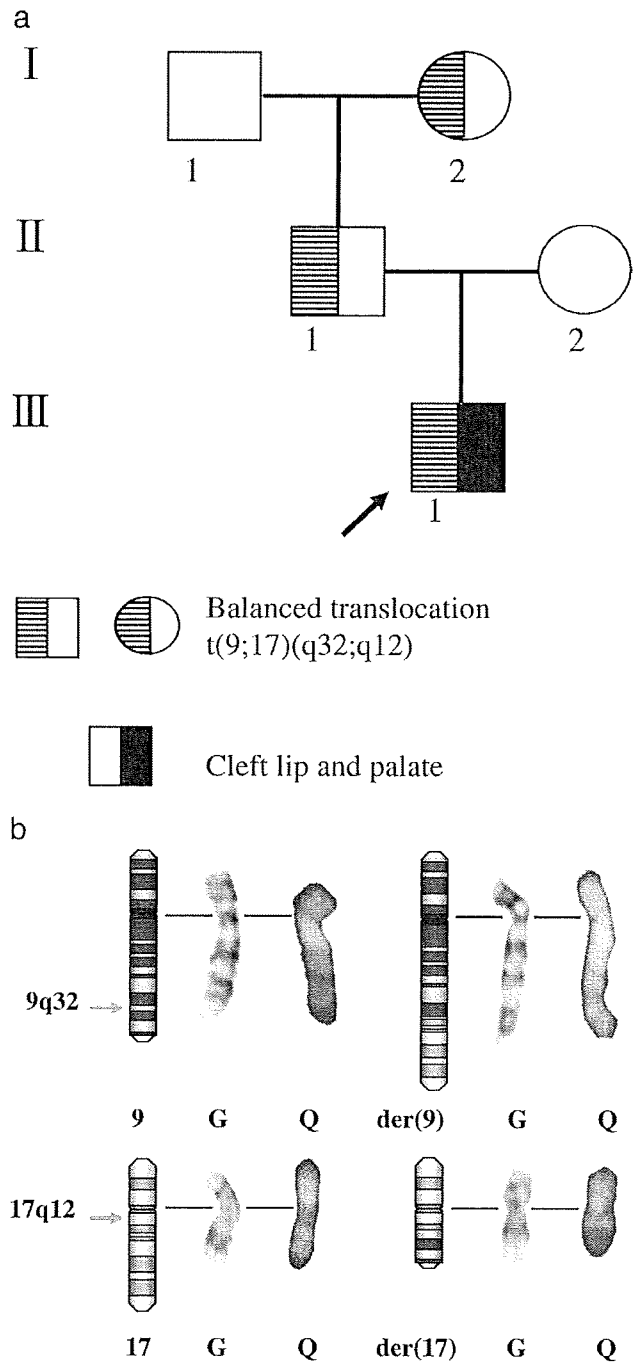 a
I
1
2
II
1
2
III
1
Balanced translocation
t(9;17)(q32;q12)
Cleft lip and palate
b
9q32
9 G Q der(9) G Q
17q12
17 G Q der(17) G Q